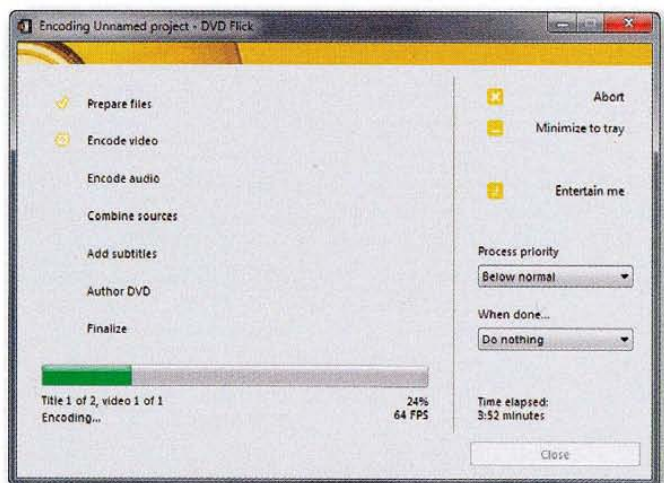 Encoding Unnamed project - DVD Flick
Prepare files
Encode video
Encode audio
Combine sources
Add subtitles
Author DVD
Finalize
Title 1 of 2, video 1 of 1 24%
Encoding... 64 FPS
Abort
Minimize to tray
Entertain me
Process priority
Below normal
When done...
Do nothing
Time elapsed:
3:52 minutes
Close